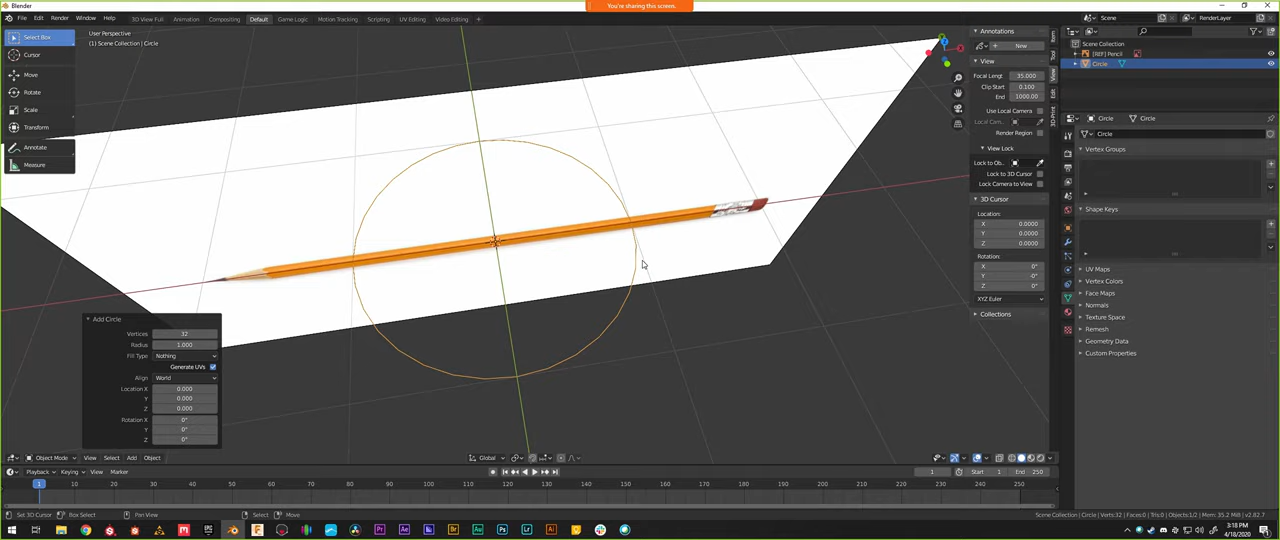 Blender
You're sharing this screen.
File Edit Render Window Help 3D View Full Animation Compositing Default Game Logic Motion Tracking Scripting UV Editing Video Editing Scene RenderLayer
Select Box
Cursor
Move
Rotate
Scale
Transform
Annotate
Measure
User Perspective
(1) Scene Collection | Circle
Annotations
New
View
Focal Lengt 35.000
Clip Start 0.100
End 1000.00
Use Local Camera
Local Cam...
Render Region
View Lock
Lock to Ob...
Lock to 3D Cursor
Lock Camera to View
3D Cursor
Location:
X 0.0000
Y 0.0000
Z 0.0000
Rotation:
X 0°
Y -0°
Z 0°
XYZ Euler
Collections
Item
Tool
View
Edit
3D-Print
Scene Collection
[REF] Pencil
Circle
Circle Circle
Circle
Vertex Groups
Shape Keys
UV Maps
Vertex Colors
Face Maps
Normals
Texture Space
Remesh
Geometry Data
Custom Properties
Add Circle
Vertices 32
Radius 1.000
Fill Type Nothing
Generate UVs
Align World
Location X 0.000
Y 0.000
Z 0.000
Rotation X 0°
Y 0°
Z 0°
Object Mode View Select Add Object Global
Playback Keying View Marker 1 Start 1 End 250
1 10 20 30 40 50 60 70 80 90 100 110 120 130 140 150 160 170 180 190 200 210 220 230 240 250
Set 3D Cursor Box Select Pan View Select Move Scene Collection | Circle | Verts:32 | Faces:0 | Tris:0 | Objects:1/2 | Mem: 35.2 MiB | v2.82.7
3:18 PM
4/18/2020